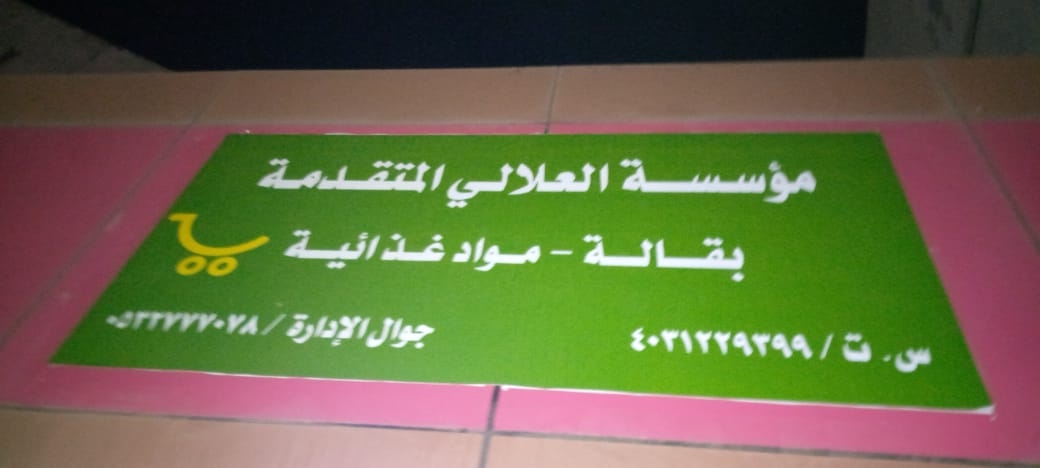 مؤسسة العلالي المتقدمة
بقالة - مواد غذائية
س. ت / ٤٠٣١٢٢٩٣٩٩
جوال الإدارة / ٠٥٣٢٧٧٧٠٧٨